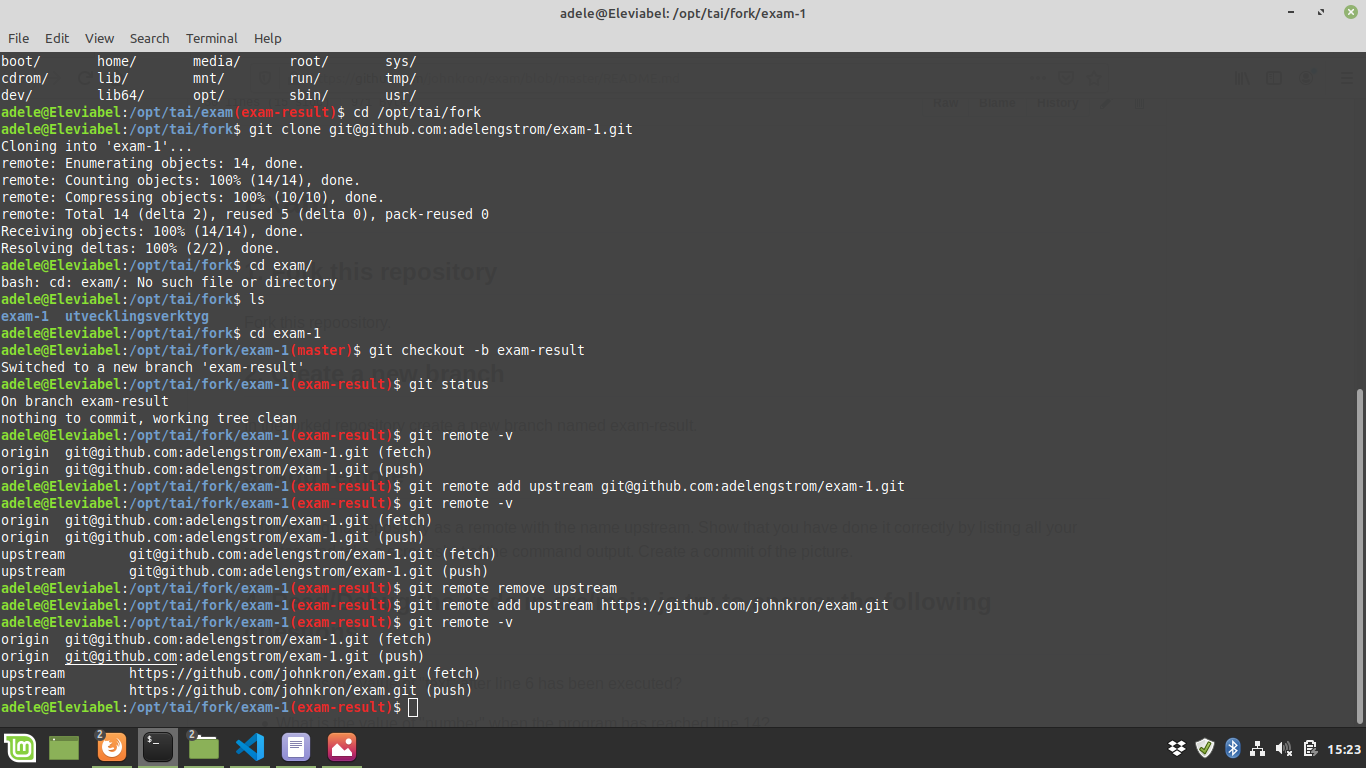 adele@Eleviabel: /opt/tai/fork/exam-1
File Edit View Search Terminal Help
boot/ home/ media/ root/ sys/
cdrom/ lib/ mnt/ run/ tmp/
dev/ lib64/ opt/ sbin/ usr/
adele@Eleviabel:/opt/tai/exam(exam-result)$ cd /opt/tai/fork
adele@Eleviabel:/opt/tai/fork$ git clone git@github.com:adelengstrom/exam-1.git
Cloning into 'exam-1'...
remote: Enumerating objects: 14, done.
remote: Counting objects: 100% (14/14), done.
remote: Compressing objects: 100% (10/10), done.
remote: Total 14 (delta 2), reused 5 (delta 0), pack-reused 0
Receiving objects: 100% (14/14), done.
Resolving deltas: 100% (2/2), done.
adele@Eleviabel:/opt/tai/fork$ cd exam/
bash: cd: exam/: No such file or directory
adele@Eleviabel:/opt/tai/fork$ ls
exam-1 utvecklingsverktyg
adele@Eleviabel:/opt/tai/fork$ cd exam-1
adele@Eleviabel:/opt/tai/fork/exam-1(master)$ git checkout -b exam-result
Switched to a new branch 'exam-result'
adele@Eleviabel:/opt/tai/fork/exam-1(exam-result)$ git status
On branch exam-result
nothing to commit, working tree clean
adele@Eleviabel:/opt/tai/fork/exam-1(exam-result)$ git remote -v
origin git@github.com:adelengstrom/exam-1.git (fetch)
origin git@github.com:adelengstrom/exam-1.git (push)
adele@Eleviabel:/opt/tai/fork/exam-1(exam-result)$ git remote add upstream git@github.com:adelengstrom/exam-1.git
adele@Eleviabel:/opt/tai/fork/exam-1(exam-result)$ git remote -v
origin git@github.com:adelengstrom/exam-1.git (fetch)
origin git@github.com:adelengstrom/exam-1.git (push)
upstream git@github.com:adelengstrom/exam-1.git (fetch)
upstream git@github.com:adelengstrom/exam-1.git (push)
adele@Eleviabel:/opt/tai/fork/exam-1(exam-result)$ git remote remove upstream
adele@Eleviabel:/opt/tai/fork/exam-1(exam-result)$ git remote add upstream https://github.com/johnkron/exam.git
adele@Eleviabel:/opt/tai/fork/exam-1(exam-result)$ git remote -v
origin git@github.com:adelengstrom/exam-1.git (fetch)
origin git@github.com:adelengstrom/exam-1.git (push)
upstream https://github.com/johnkron/exam.git (fetch)
upstream https://github.com/johnkron/exam.git (push)
adele@Eleviabel:/opt/tai/fork/exam-1(exam-result)$
2 2 15:23